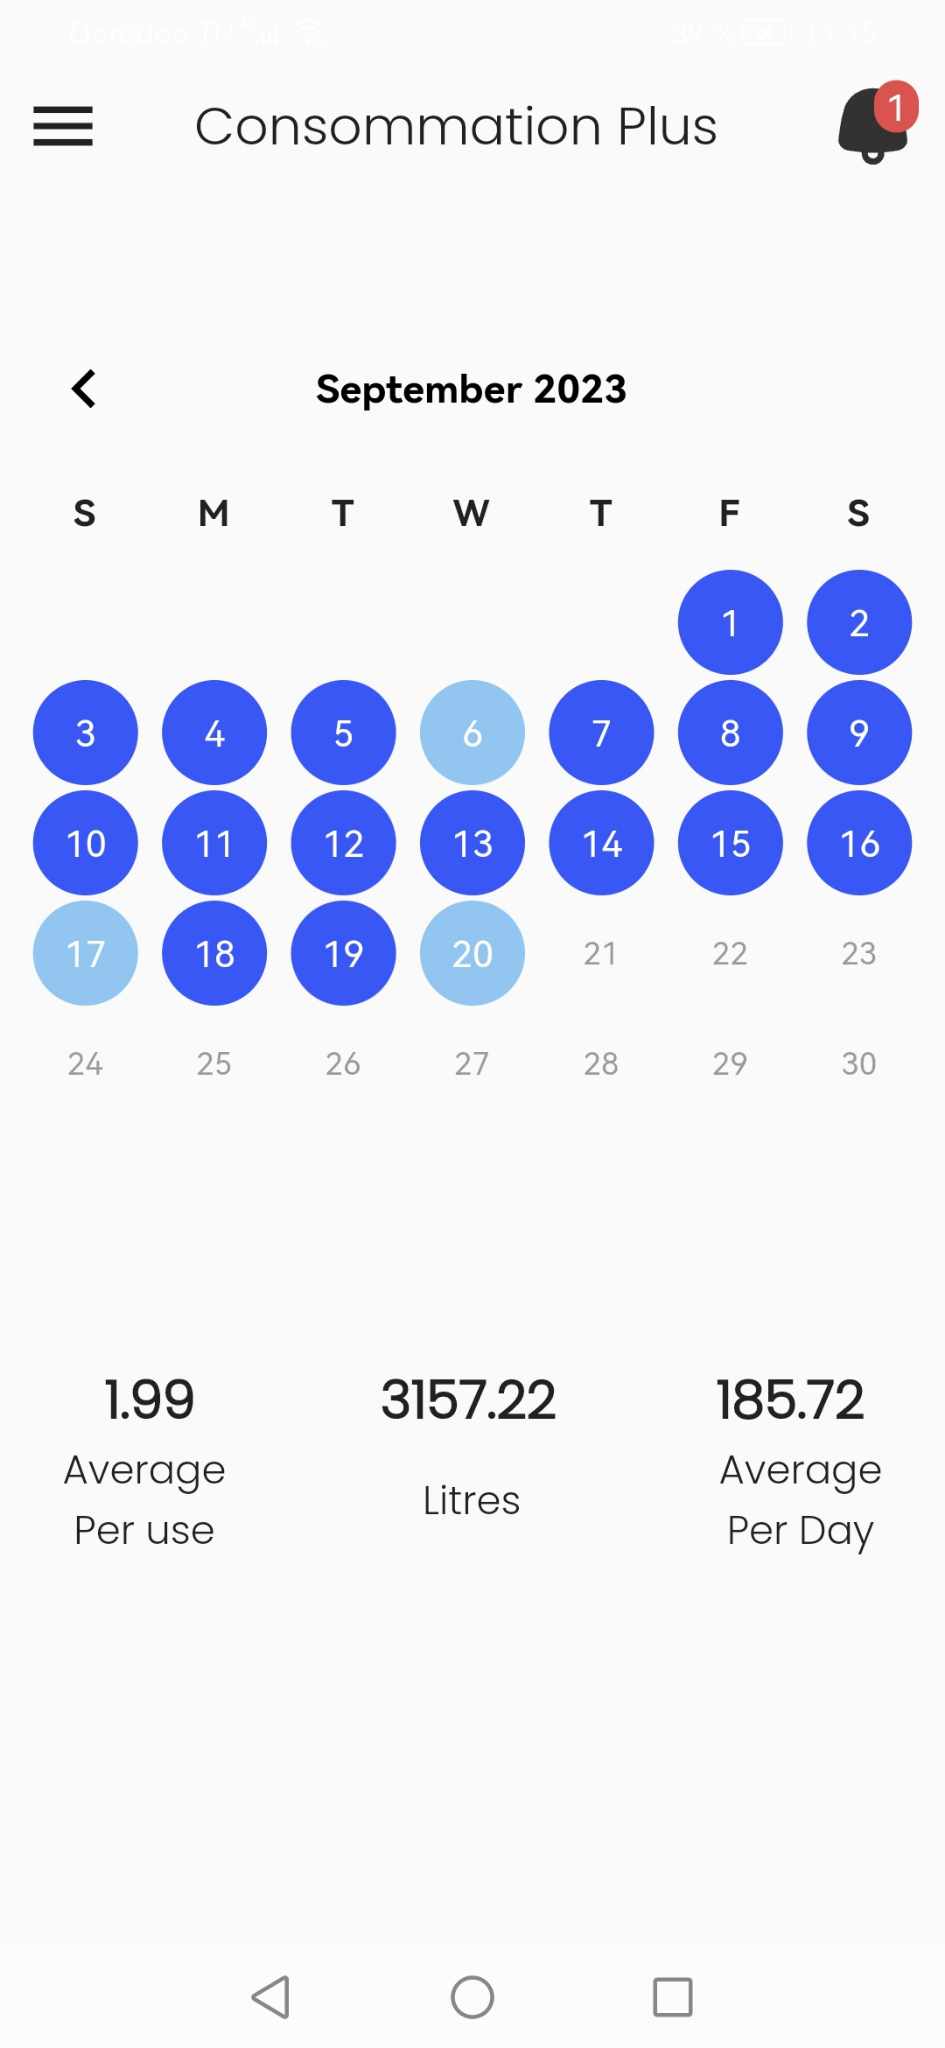 Consommation Plus
1
September 2023
S M T W T F S
1 2
3 4 5 6 7 8 9
10 11 12 13 14 15 16
17 18 19 20 21 22 23
24 25 26 27 28 29 30
1.99 3157.22 185.72
Average Per use Litres Average Per Day